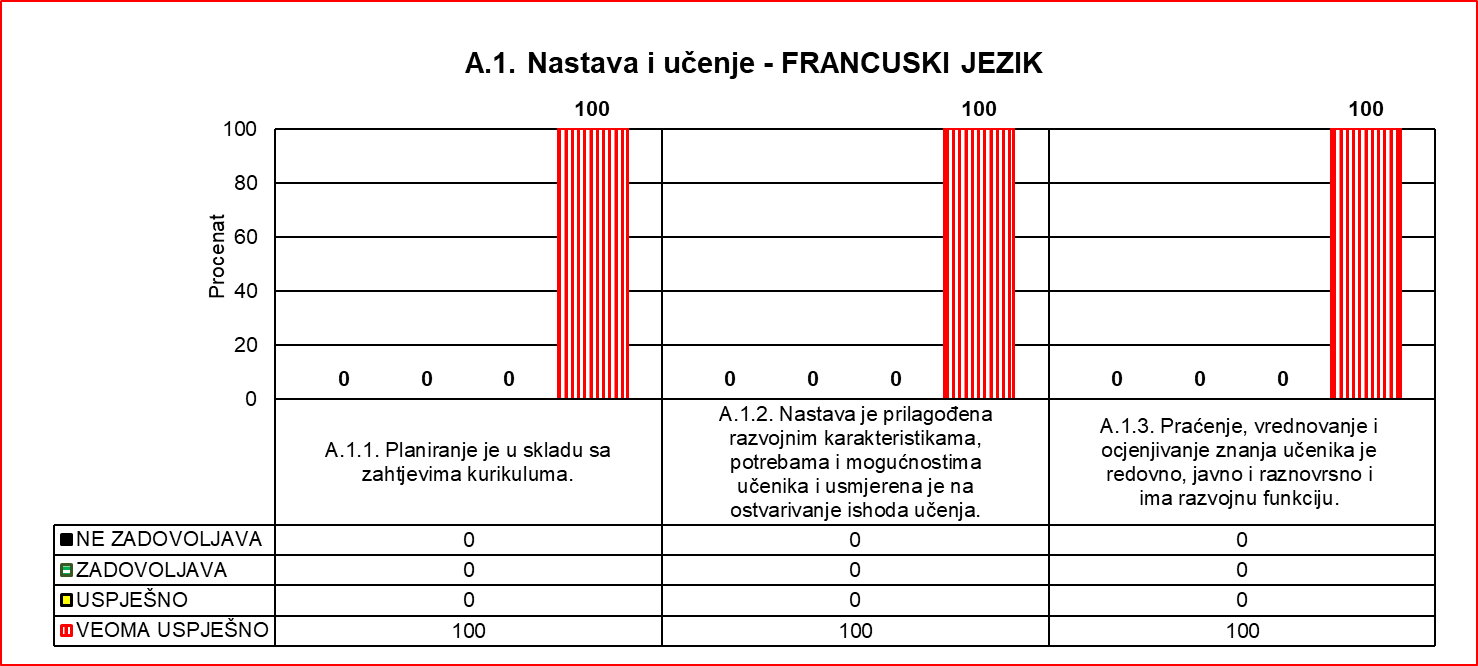 A.1. Nastava i učenje - FRANCUSKI JEZIK
100 100 100
Procenat
100
80
60
40
20
0
0 0 0 0 0 0 0 0 0
A.1.1. Planiranje je u skladu sa
zahtjevima kurikuluma.
A.1.2. Nastava je prilagođena
razvojnim karakteristikama,
potrebama i mogućnostima
učenika i usmjerena je na
ostvarivanje ishoda učenja.
A.1.3. Praćenje, vrednovanje i
ocjenjivanje znanja učenika je
redovno, javno i raznovrsno i
ima razvojnu funkciju.
NE ZADOVOLJAVA 0 0 0
ZADOVOLJAVA 0 0 0
USPJEŠNO 0 0 0
VEOMA USPJEŠNO 100 100 100